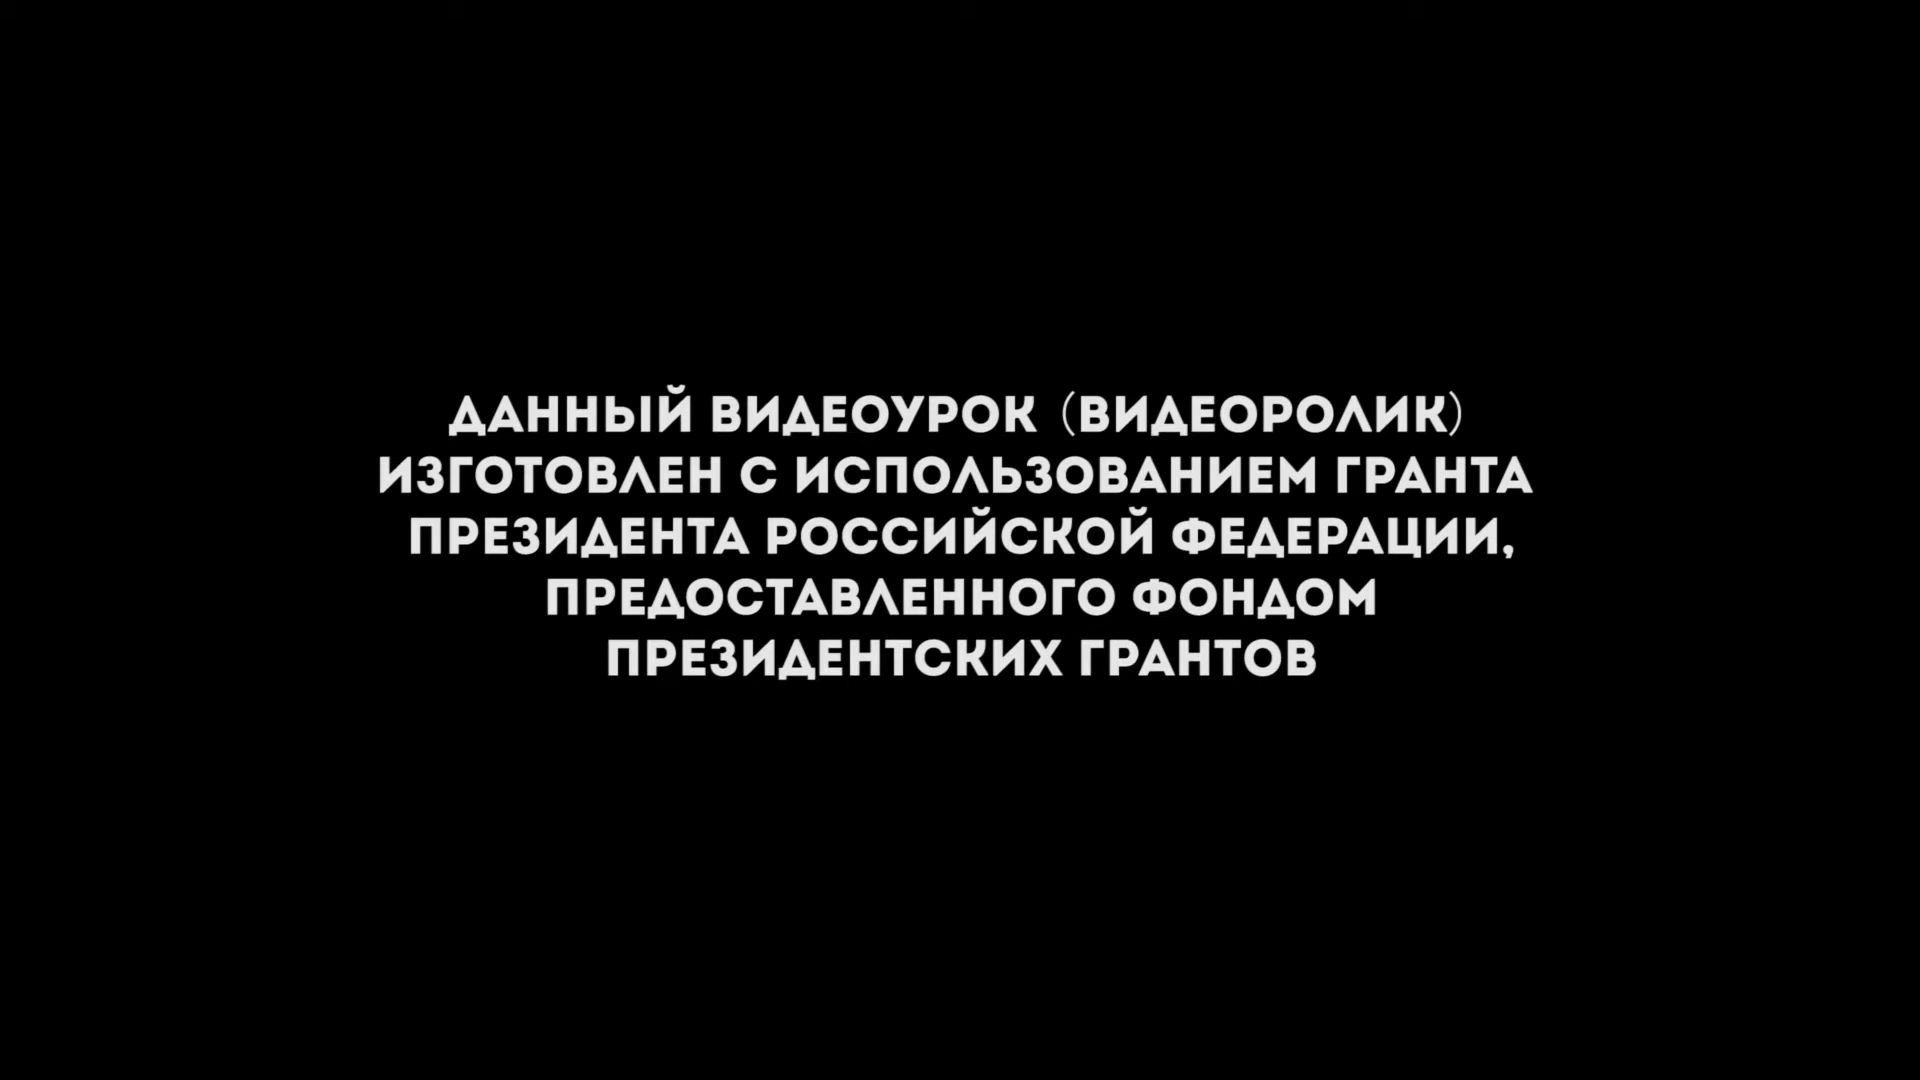 ДАННЫЙ ВИДЕОУРОК (ВИДЕОРОЛИК)
ИЗГОТОВЛЕН С ИСПОЛЬЗОВАНИЕМ ГРАНТА
ПРЕЗИДЕНТА РОССИЙСКОЙ ФЕДЕРАЦИИ,
ПРЕДОСТАВЛЕННОГО ФОНДОМ
ПРЕЗИДЕНТСКИХ ГРАНТОВ